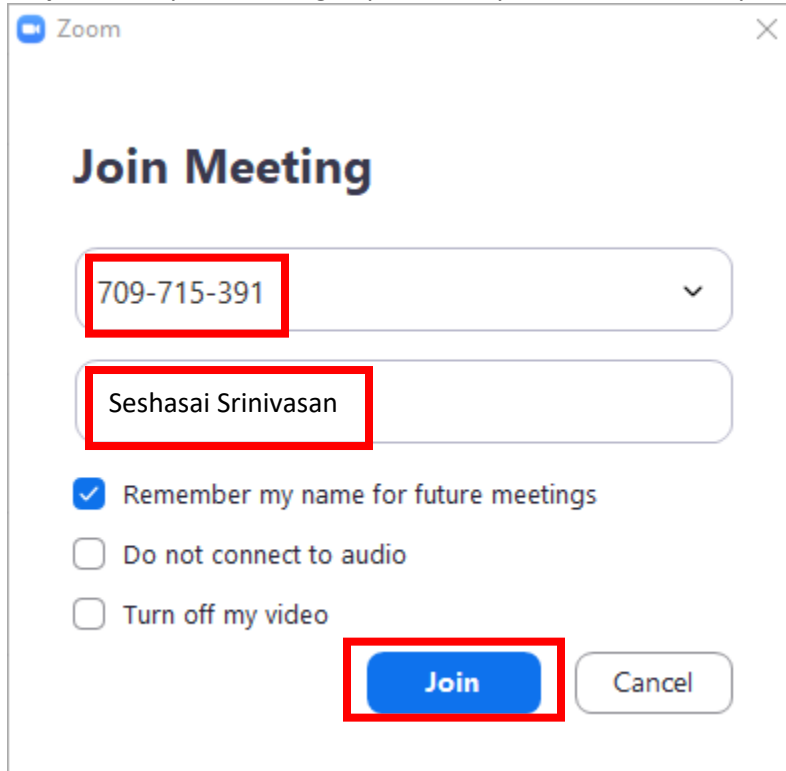 Zoom
Join Meeting
709-715-391
Seshasai Srinivasan
Remember my name for future meetings
Do not connect to audio
Turn off my video
Join Cancel